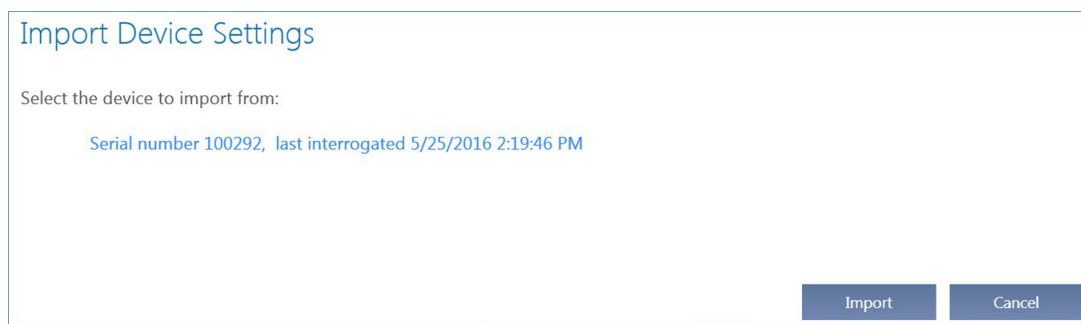 Import Device Settings
Select the device to import from:
Serial number 100292,  last interrogated 5/25/2016 2:19:46 PM
Import
Cancel